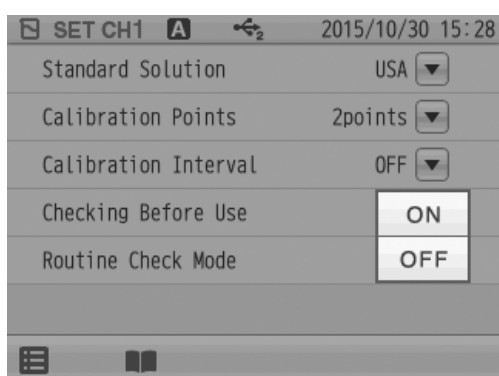 SET CH1 A 2 2015/10/30 15:28
Standard Solution USA
Calibration Points 2points
Calibration Interval OFF
Checking Before Use ON
Routine Check Mode OFF